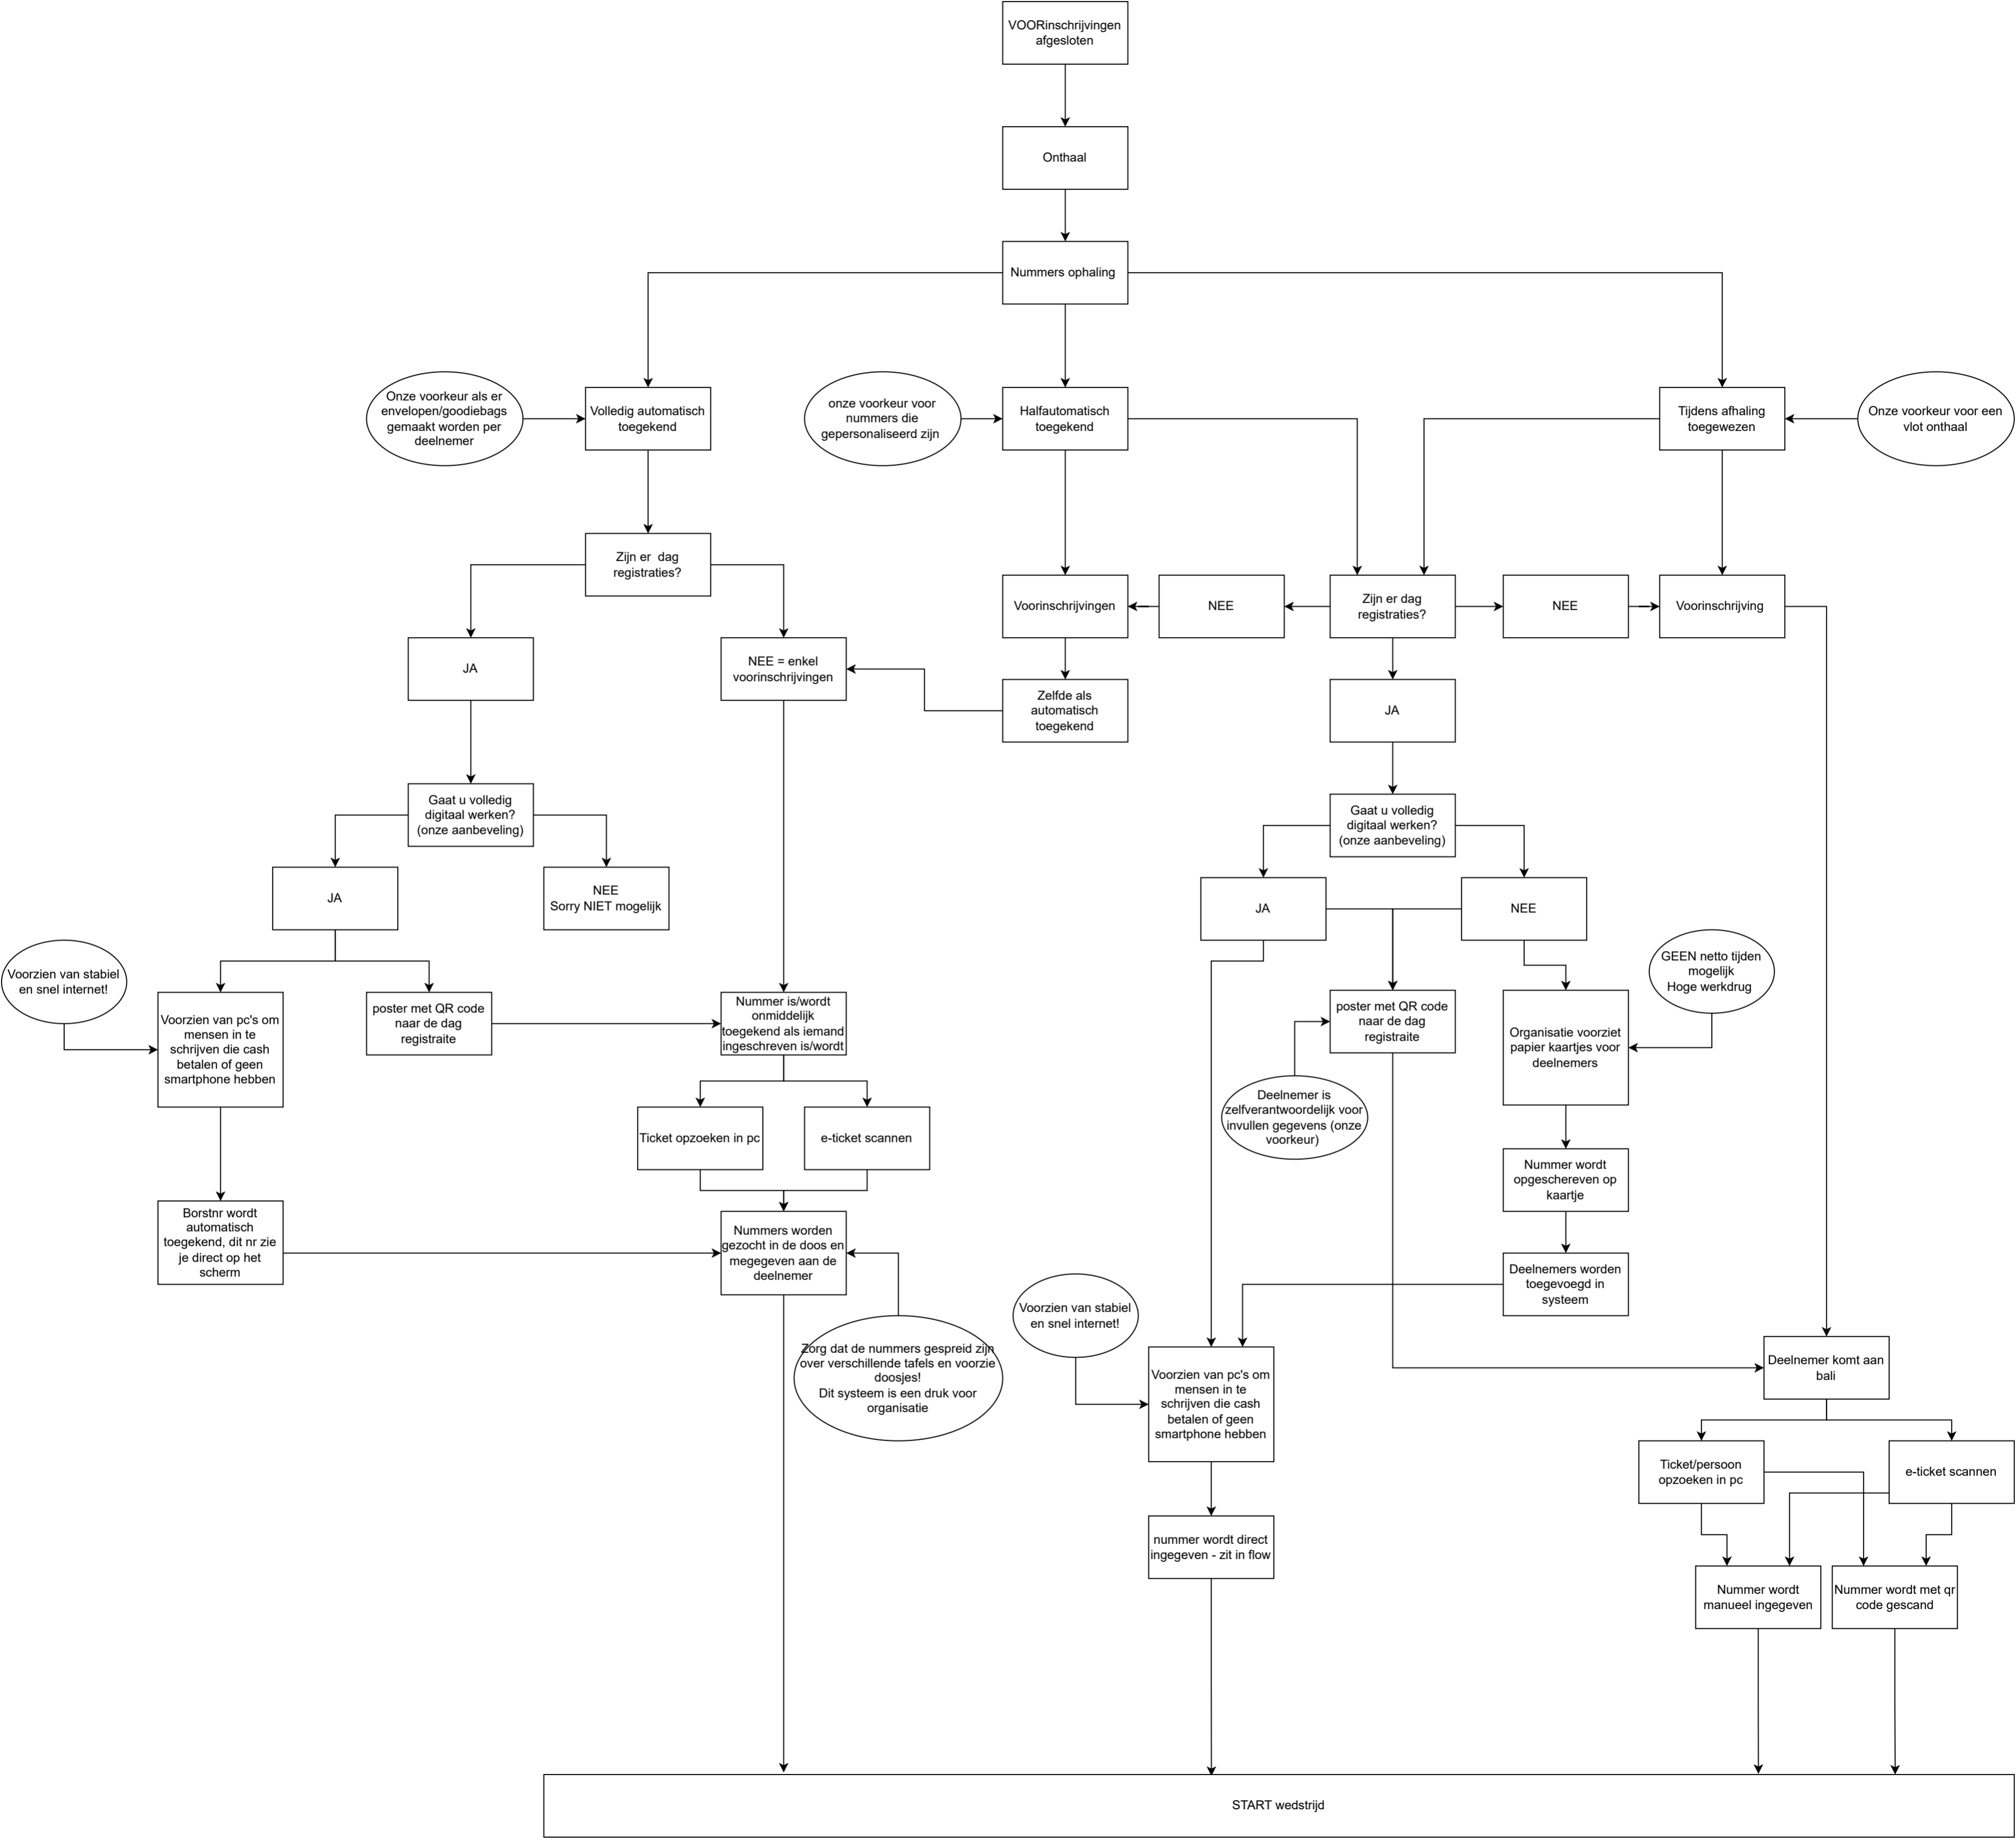 VOORinschrijvingen
afgesloten
Onthaal
Nummers ophaling
Onze voorkeur als er
envelopen/goodiebags
gemaakt worden per
deelnemer
Volledig automatisch
toegekend
onze voorkeur voor
nummers die
gepersonaliseerd zijn
Halfautomatisch
toegekend
Tijdens afhaling
toegewezen
Onze voorkeur voor een
vlot onthaal
Zijn er dag
registraties?
Voorinschrijvingen
NEE
Zijn er dag
registraties?
NEE
Voorinschrijving
JA
NEE = enkel
voorinschrijvingen
Zelfde als
automatisch
toegekend
JA
Gaat u volledig
digitaal werken?
(onze aanbeveling)
Gaat u volledig
digitaal werken?
(onze aanbeveling)
JA
NEE
Sorry NIET mogelijk
JA
NEE
Voorzien van stabiel
en snel internet!
GEEN netto tijden
mogelijk
Hoge werkdrug
Voorzien van pc's om
mensen in te
schrijven die cash
betalen of geen
smartphone hebben
poster met QR code
naar de dag
registraite
Nummer is/wordt
onmiddelijk
toegekend als iemand
ingeschreven is/wordt
poster met QR code
naar de dag
registraite
Organisatie voorziet
papier kaartjes voor
deelnemers
Deelnemer is
zelfverantwoordelijk voor
invullen gegevens (onze
voorkeur)
Ticket opzoeken in pc
e-ticket scannen
Nummer wordt
opgeschereven op
kaartje
Borstnr wordt
automatisch
toegekend, dit nr zie
je direct op het
scherm
Nummers worden
gezocht in de doos en
megegeven aan de
deelnemer
Deelnemers worden
toegevoegd in
systeem
Voorzien van stabiel
en snel internet!
Zorg dat de nummers gespreid zijn
over verschillende tafels en voorzie
doosjes!
Dit systeem is een druk voor
organisatie
Voorzien van pc's om
mensen in te
schrijven die cash
betalen of geen
smartphone hebben
Deelnemer komt aan
bali
Ticket/persoon
opzoeken in pc
e-ticket scannen
nummer wordt direct
ingegeven - zit in flow
Nummer wordt
manueel ingegeven
Nummer wordt met qr
code gescand
START wedstrijd